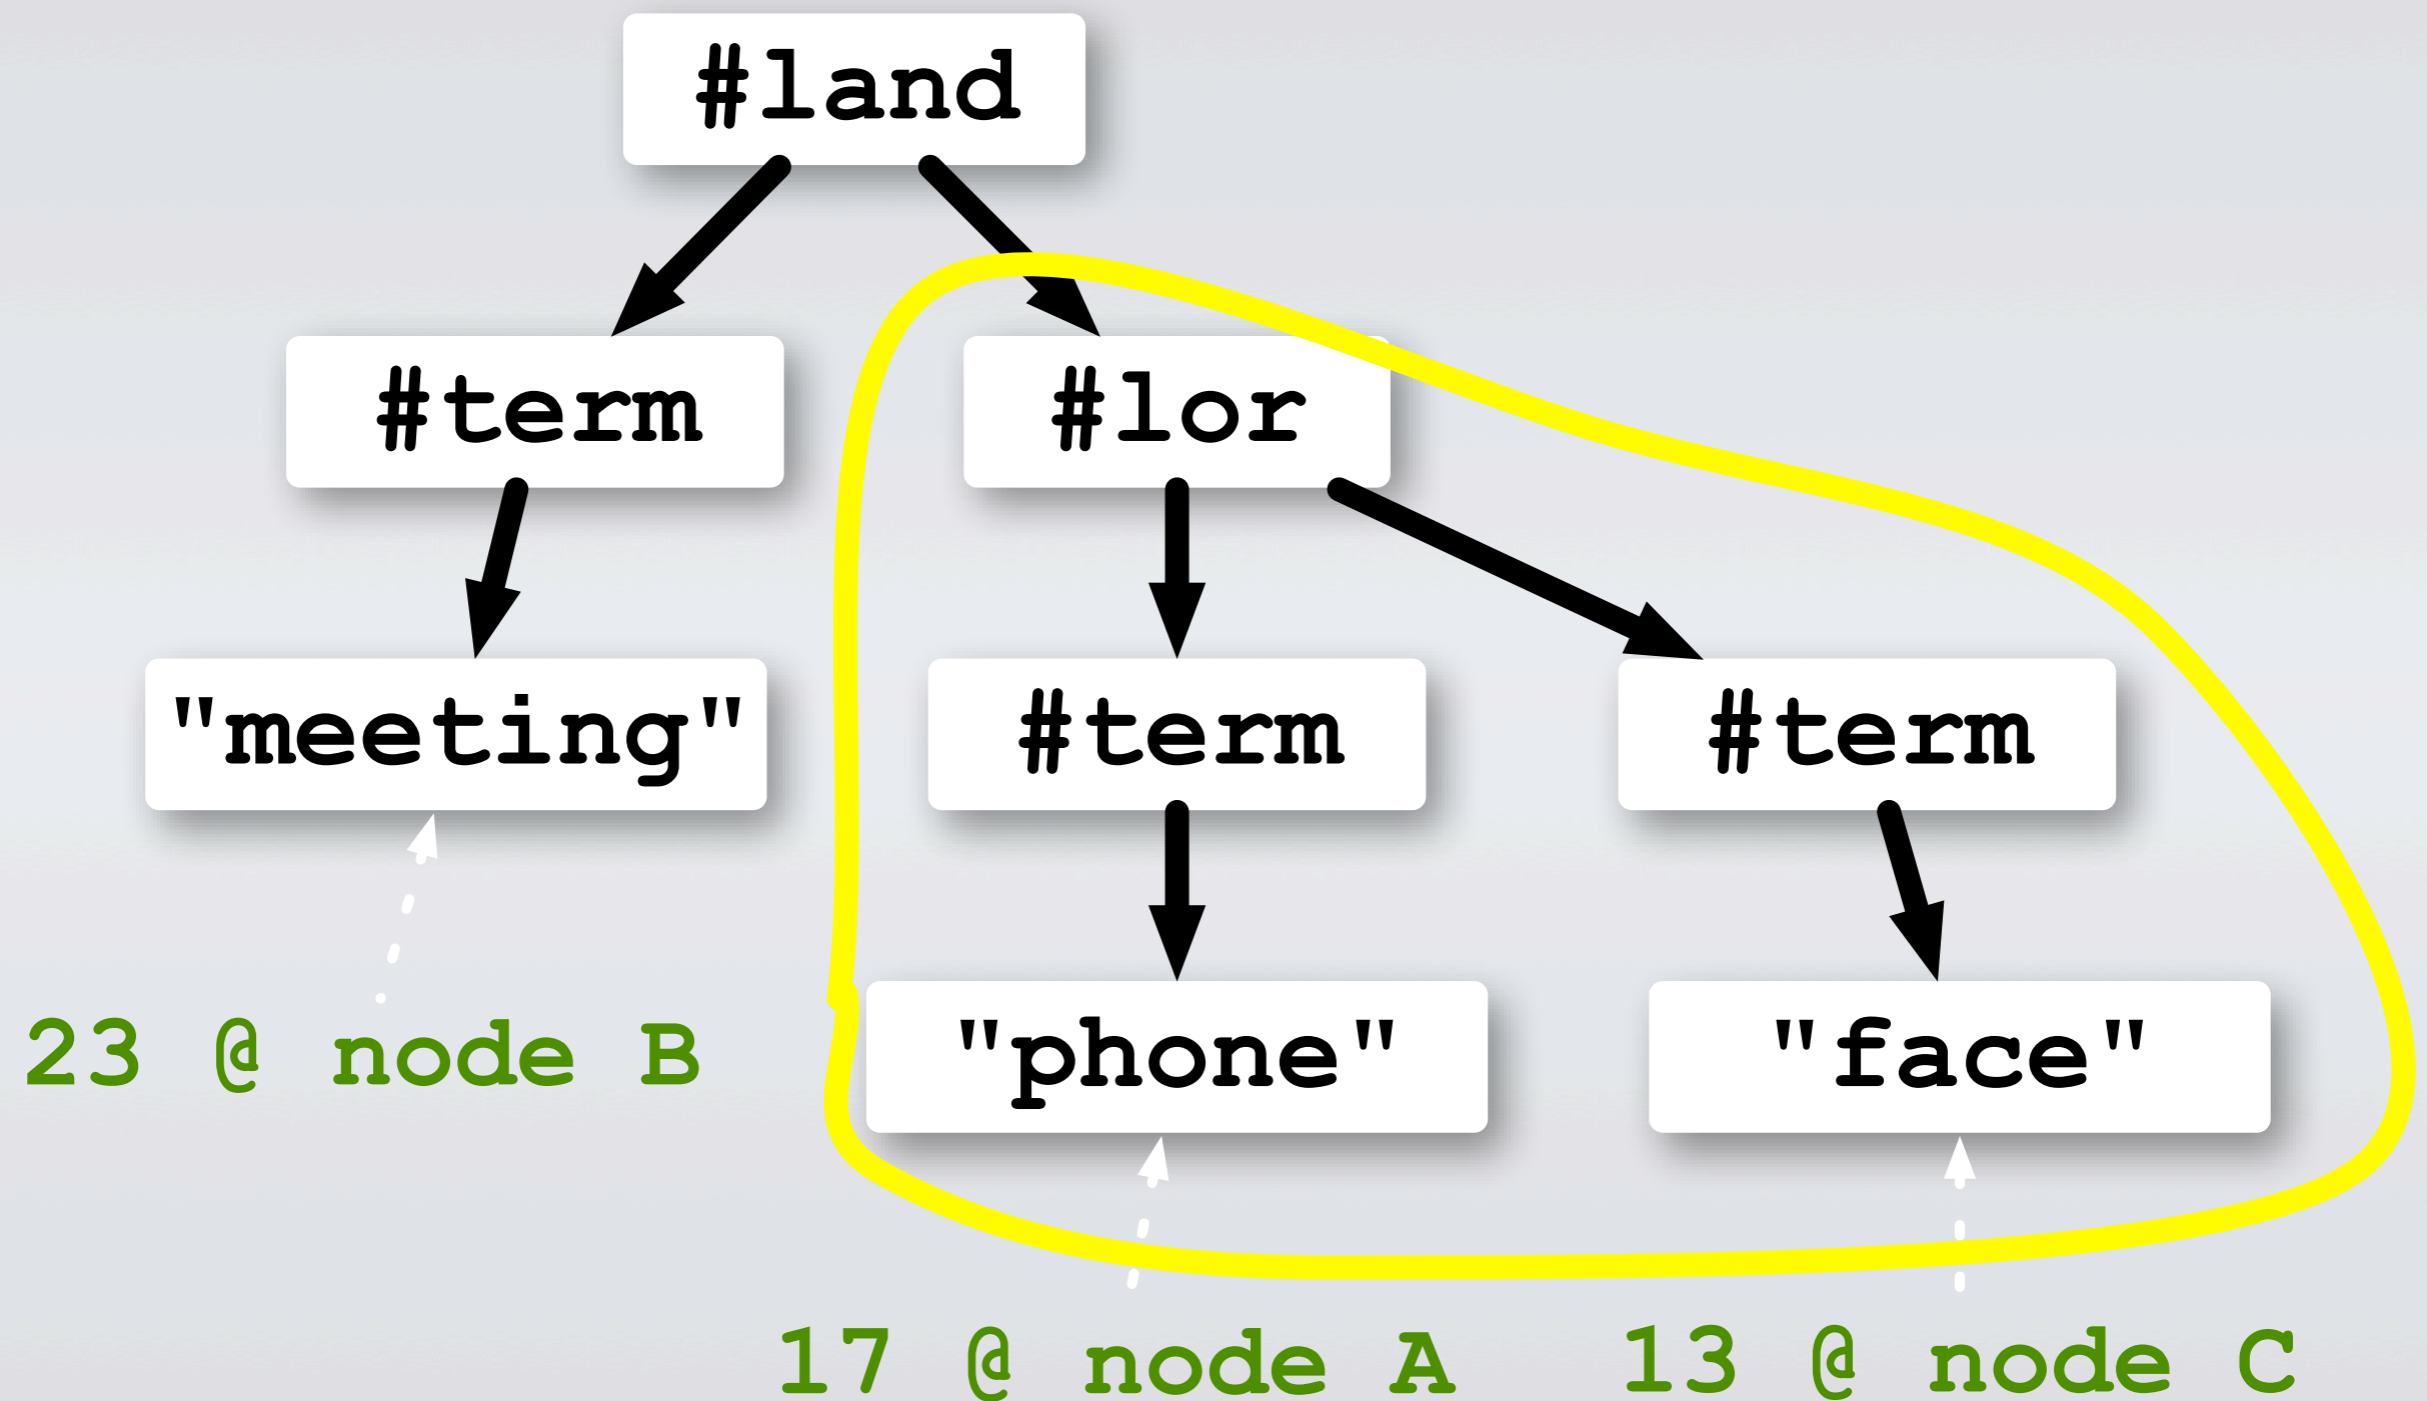 #land
#term
#lor
"meeting"
#term
#term
23 @ node B
"phone"
"face"
17 @ node A
13 @ node C